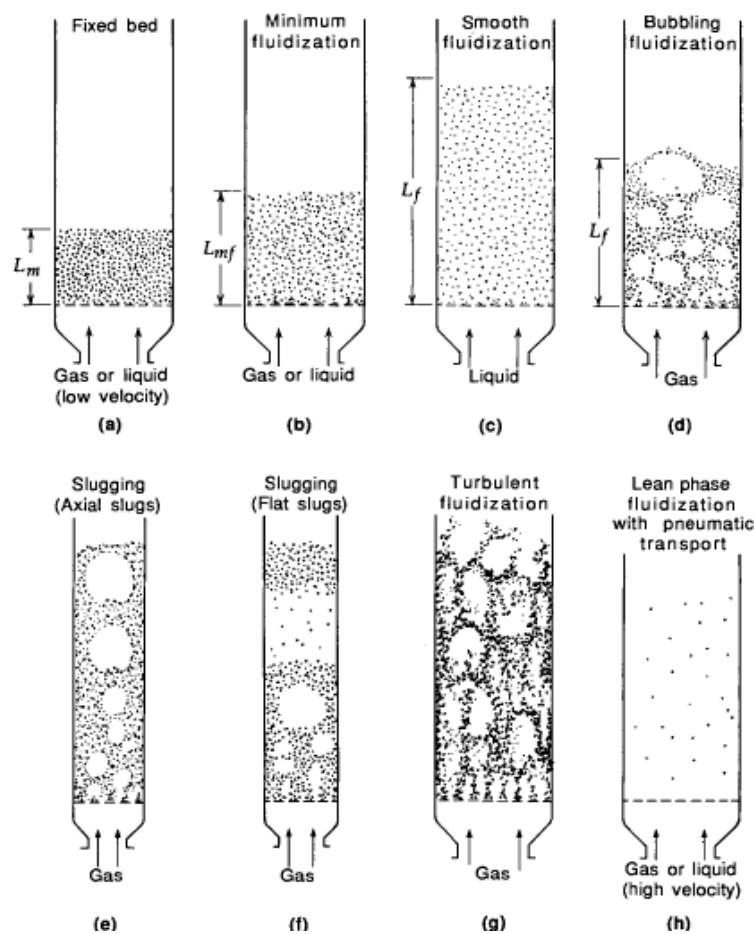 Fixed bed
Minimum
fluidization
Smooth
fluidization
Bubbling
fluidization
L_m
L_mf
L_f
L_f
Gas or liquid
(low velocity)
Gas or liquid
Liquid
Gas
(a)
(b)
(c)
(d)
Slugging
(Axial slugs)
Slugging
(Flat slugs)
Turbulent
fluidization
Lean phase
fluidization
with pneumatic
transport
Gas
Gas
Gas
Gas or liquid
(high velocity)
(e)
(f)
(g)
(h)